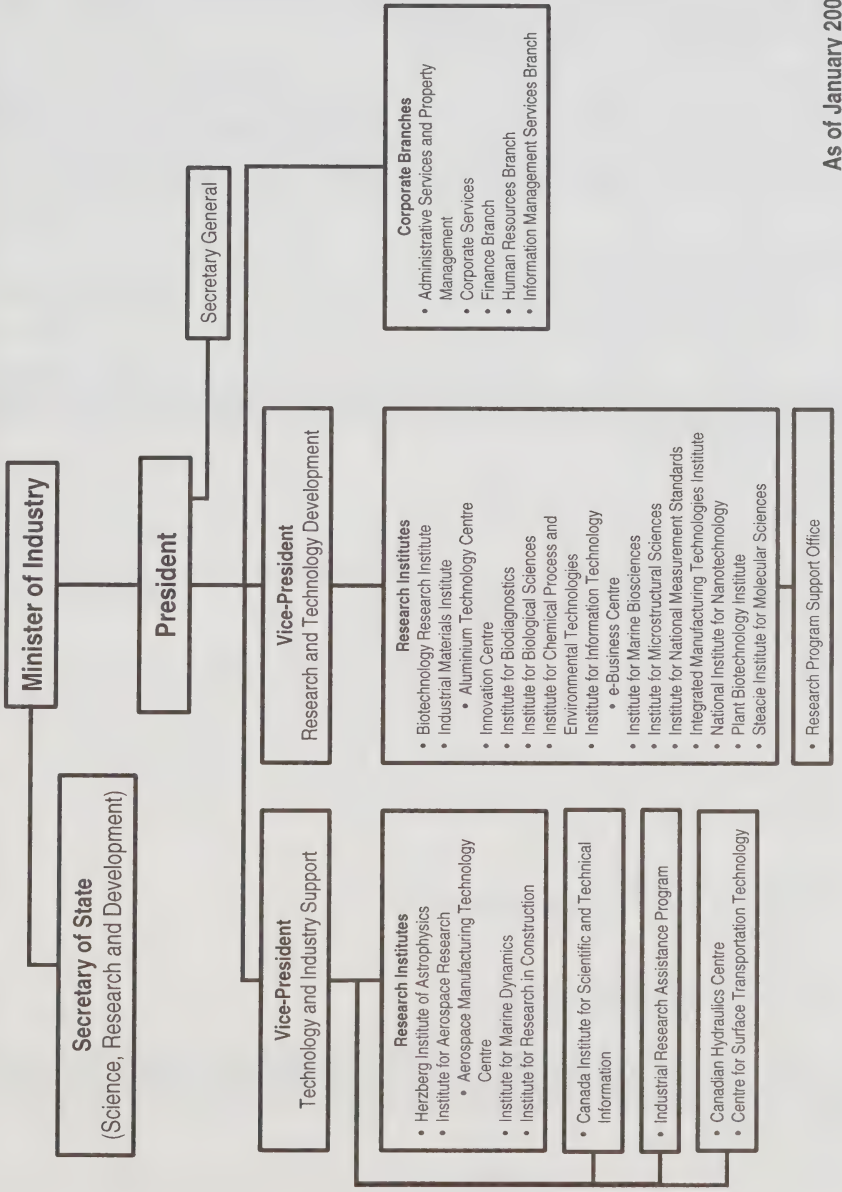 Minister of Industry
Secretary of State
(Science, Research and Development)
President
Secretary General
Vice-President
Technology and Industry Support
Research Institutes
• Herzberg Institute of Astrophysics
• Institute for Aerospace Research
• Aerospace Manufacturing Technology
Centre
• Institute for Marine Dynamics
• Institute for Research in Construction
• Canada Institute for Scientific and Technical
Information
• Industrial Research Assistance Program
• Canadian Hydraulics Centre
• Centre for Surface Transportation Technology
Vice-President
Research and Technology Development
Research Institutes
• Biotechnology Research Institute
• Industrial Materials Institute
• Aluminium Technology Centre
• Innovation Centre
• Institute for Biodiagnostics
• Institute for Biological Sciences
• Institute for Chemical Process and
Environmental Technologies
• Institute for Information Technology
• e-Business Centre
• Institute for Marine Biosciences
• Institute for Microstructural Sciences
• Institute for National Measurement Standards
• Integrated Manufacturing Technologies Institute
• National Institute for Nanotechnology
• Plant Biotechnology Institute
• Steacie Institute for Molecular Sciences
• Research Program Support Office
Corporate Branches
• Administrative Services and Property
Management
• Corporate Services
• Finance Branch
• Human Resources Branch
• Information Management Services Branch
As of January